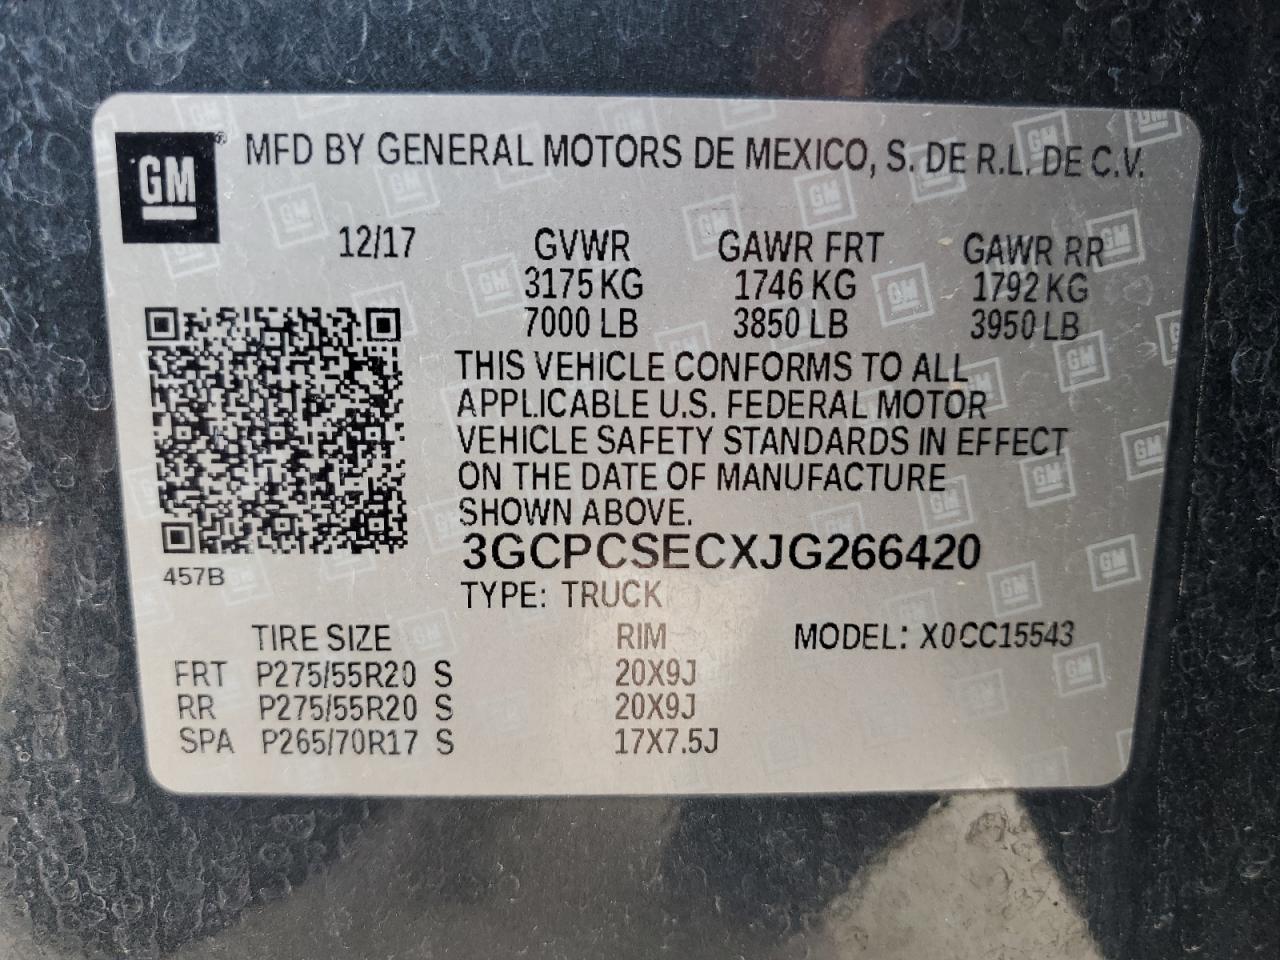 GM® MFD BY GENERAL MOTORS DE MEXICO, S. DE R.L. DE C.V.
12/17 GVWR GAWR FRT GAWR RR
3175 KG 1746 KG 1792 KG
7000 LB 3850 LB 3950 LB
THIS VEHICLE CONFORMS TO ALL
APPLICABLE U.S. FEDERAL MOTOR
VEHICLE SAFETY STANDARDS IN EFFECT
ON THE DATE OF MANUFACTURE
SHOWN ABOVE.
3GCPCSECXJG266420
457B
TYPE: TRUCK
TIRE SIZE RIM MODEL: X0CC15543
FRT P275/55R20 S 20X9J
RR P275/55R20 S 20X9J
SPA P265/70R17 S 17X7.5J